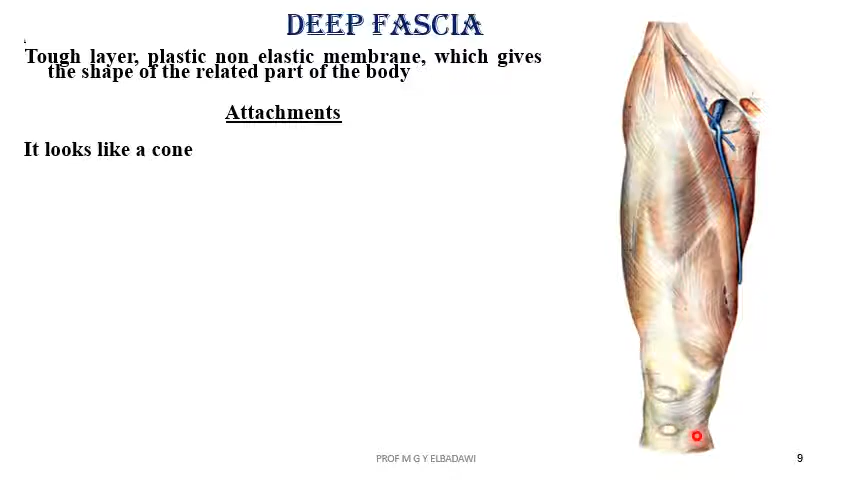 DEEP FASCIA
Tough layer, plastic non elastic membrane, which gives
the shape of the related part of the body
Attachments
It looks like a cone
PROF M G Y ELBADAWI
9